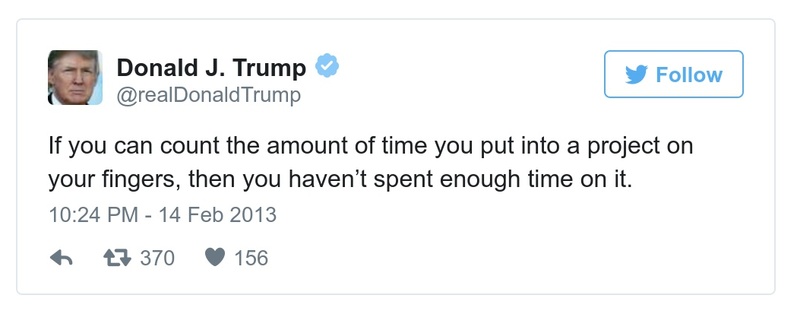 Donald J. Trump
@realDonaldTrump
Follow
If you can count the amount of time you put into a project on
your fingers, then you haven’t spent enough time on it.
10:24 PM - 14 Feb 2013
370 156